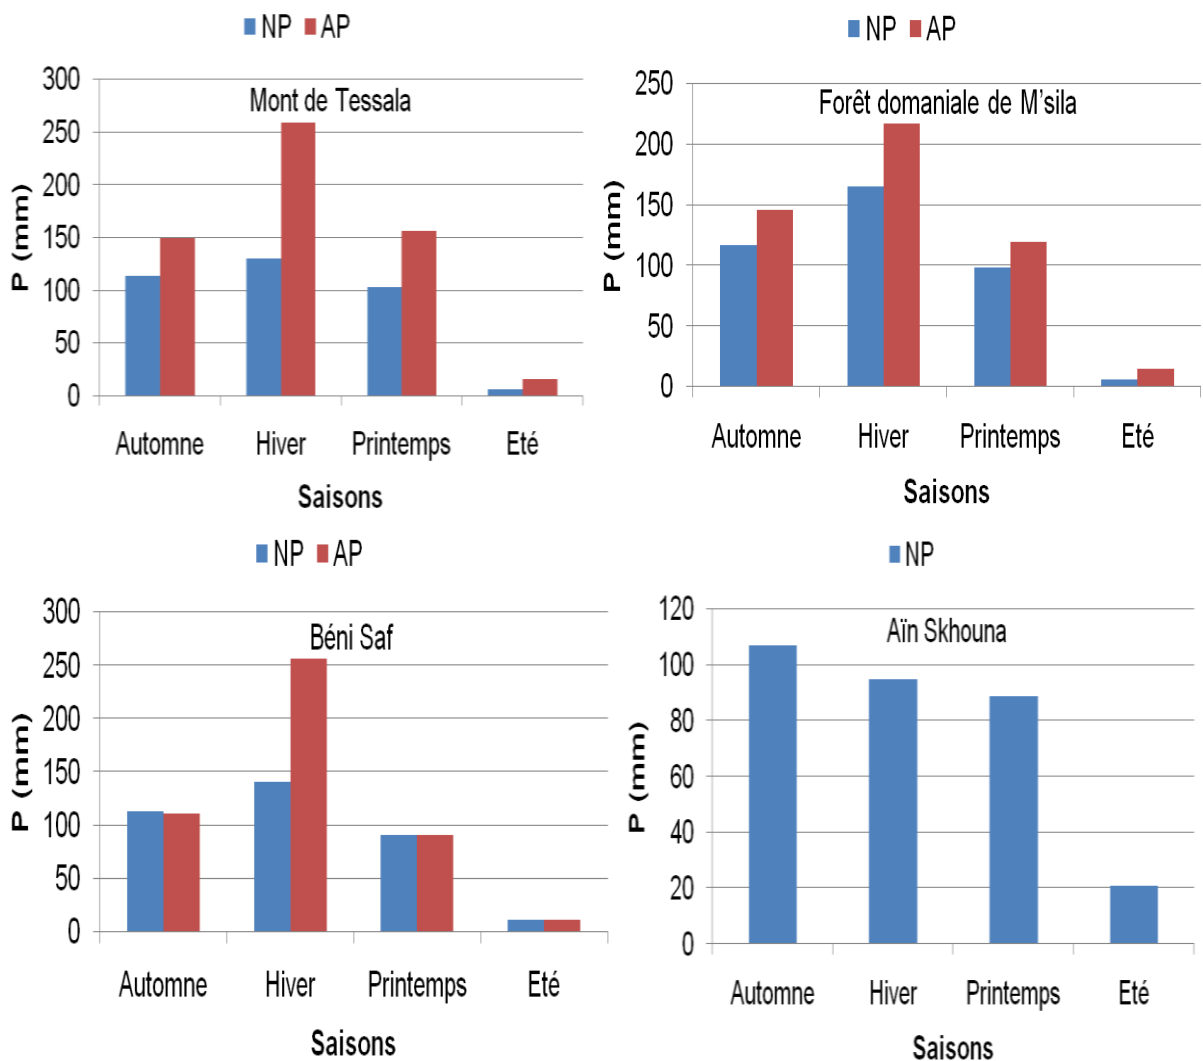 NP AP
Mont de Tessala
P (mm)
300
250
200
150
100
50
0
Automne Hiver Printemps Eté
Saisons
NP AP
Forêt domaniale de M'sila
P (mm)
250
200
150
100
50
0
Automne Hiver Printemps Eté
Saisons
NP AP
Béni Saf
P (mm)
300
250
200
150
100
50
0
Automne Hiver Printemps Eté
Saisons
NP
Aïn Skhouna
P (mm)
120
100
80
60
40
20
0
Automne Hiver Printemps Eté
Saisons